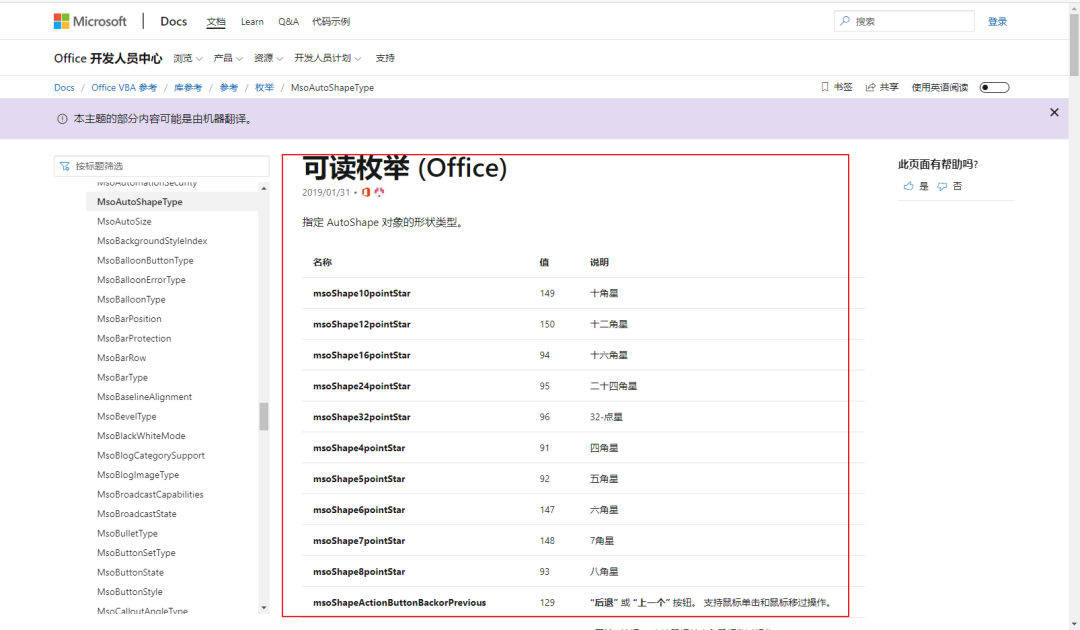 Microsoft Docs 文档 Learn Q&A 代码示例 搜索 登录
Office 开发人员中心 浏览 产品 资源 开发人员计划 支持
Docs / Office VBA 参考 / 库参考 / 参考 / 枚举 / MsoAutoShapeType 书签 共享 使用英语阅读
本主题的部分内容可能是由机器翻译。
按标题筛选
MsoAutomationSecurity
MsoAutoShapeType
MsoAutoSize
MsoBackgroundStyleIndex
MsoBalloonButtonType
MsoBalloonErrorType
MsoBalloonType
MsoBarPosition
MsoBarProtection
MsoBarRow
MsoBarType
MsoBaselineAlignment
MsoBevelType
MsoBlackWhiteMode
MsoBlogCategorySupport
MsoBlogImageType
MsoBroadcastCapabilities
MsoBroadcastState
MsoBulletType
MsoButtonSetType
MsoButtonState
MsoButtonStyle
MsoCalloutAngleType
可读枚举 (Office)
2019/01/31 •
指定 AutoShape 对象的形状类型。
名称 值 说明
msoShape10pointStar 149 十角星
msoShape12pointStar 150 十二角星
msoShape16pointStar 94 十六角星
msoShape24pointStar 95 二十四角星
msoShape32pointStar 96 32-点星
msoShape4pointStar 91 四角星
msoShape5pointStar 92 五角星
msoShape6pointStar 147 六角星
msoShape7pointStar 148 7角星
msoShape8pointStar 93 八角星
msoShapeActionButtonBackorPrevious 129 “后退” 或 “上一个” 按钮。 支持鼠标单击和鼠标移过操作。
此页面有帮助吗?
是 否